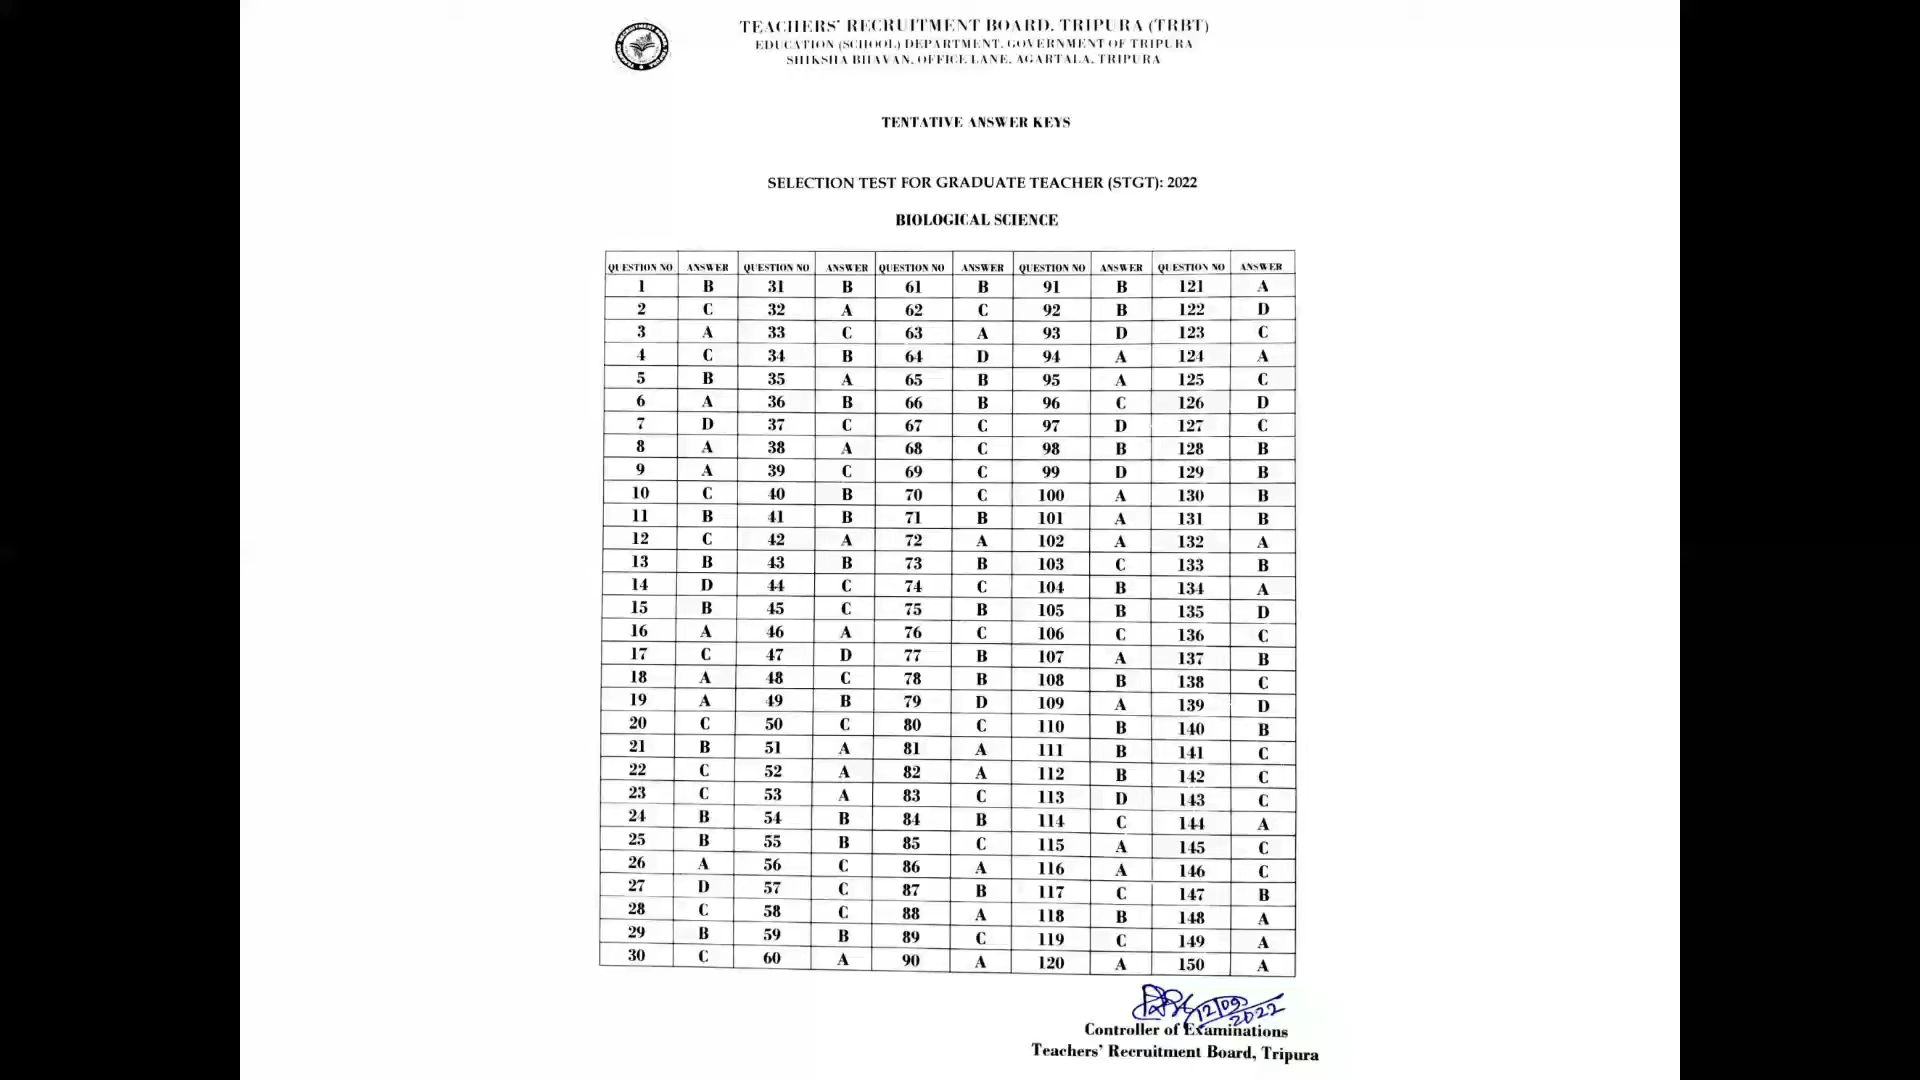 TEACHERS' RECRUITMENT BOARD, TRIPURA (TRBT)
EDUCATION (SCHOOL) DEPARTMENT, GOVERNMENT OF TRIPURA
SHIKSHA BHAVAN, OFFICE LANE, AGARTALA, TRIPURA
TENTATIVE ANSWER KEYS
SELECTION TEST FOR GRADUATE TEACHER (STGT): 2022
BIOLOGICAL SCIENCE
QUESTION NO ANSWER QUESTION NO ANSWER QUESTION NO ANSWER QUESTION NO ANSWER QUESTION NO ANSWER
1 B 31 B 61 B 91 B 121 A
2 C 32 A 62 C 92 B 122 D
3 A 33 C 63 A 93 D 123 C
4 C 34 B 64 D 94 A 124 A
5 B 35 A 65 B 95 A 125 C
6 A 36 B 66 B 96 C 126 D
7 D 37 C 67 C 97 D 127 C
8 A 38 A 68 C 98 B 128 B
9 A 39 C 69 C 99 D 129 B
10 C 40 B 70 C 100 A 130 B
11 B 41 B 71 B 101 A 131 B
12 C 42 A 72 A 102 A 132 A
13 B 43 B 73 B 103 C 133 B
14 D 44 C 74 C 104 B 134 A
15 B 45 C 75 B 105 B 135 D
16 A 46 A 76 C 106 C 136 C
17 C 47 D 77 B 107 A 137 B
18 A 48 C 78 B 108 B 138 C
19 A 49 B 79 D 109 A 139 D
20 C 50 C 80 C 110 B 140 B
21 B 51 A 81 A 111 B 141 C
22 C 52 A 82 A 112 B 142 C
23 C 53 A 83 C 113 D 143 C
24 B 54 B 84 B 114 C 144 A
25 B 55 B 85 C 115 A 145 C
26 A 56 C 86 A 116 A 146 C
27 D 57 C 87 B 117 C 147 B
28 C 58 C 88 A 118 B 148 A
29 B 59 B 89 C 119 C 149 A
30 C 60 A 90 A 120 A 150 A
12/09/2022
Controller of Examinations
Teachers' Recruitment Board, Tripura